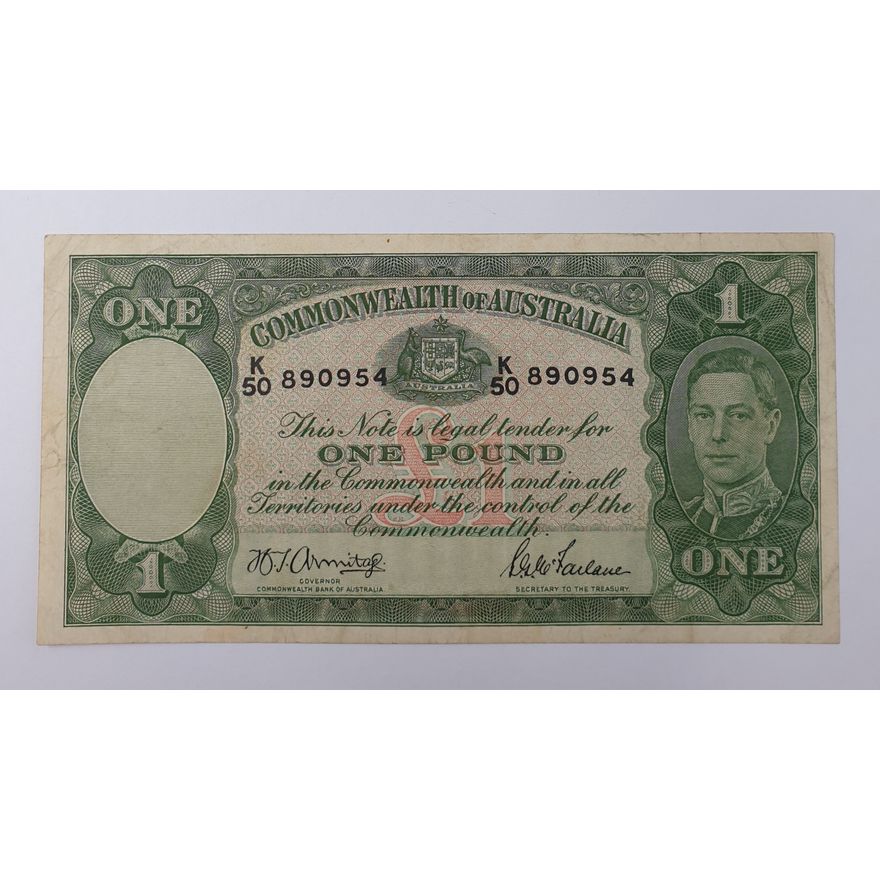 ONE
COMMONWEALTH OF AUSTRALIA
1
K/50 890954
AUSTRALIA
K/50 890954
This Note is legal tender for
ONE POUND
in the Commonwealth and in all
Territories under the control of the
Commonwealth.
£1
H.T. Armitage
GOVERNOR
COMMONWEALTH BANK OF AUSTRALIA
S.G. McFarlane
SECRETARY TO THE TREASURY.
1
ONE